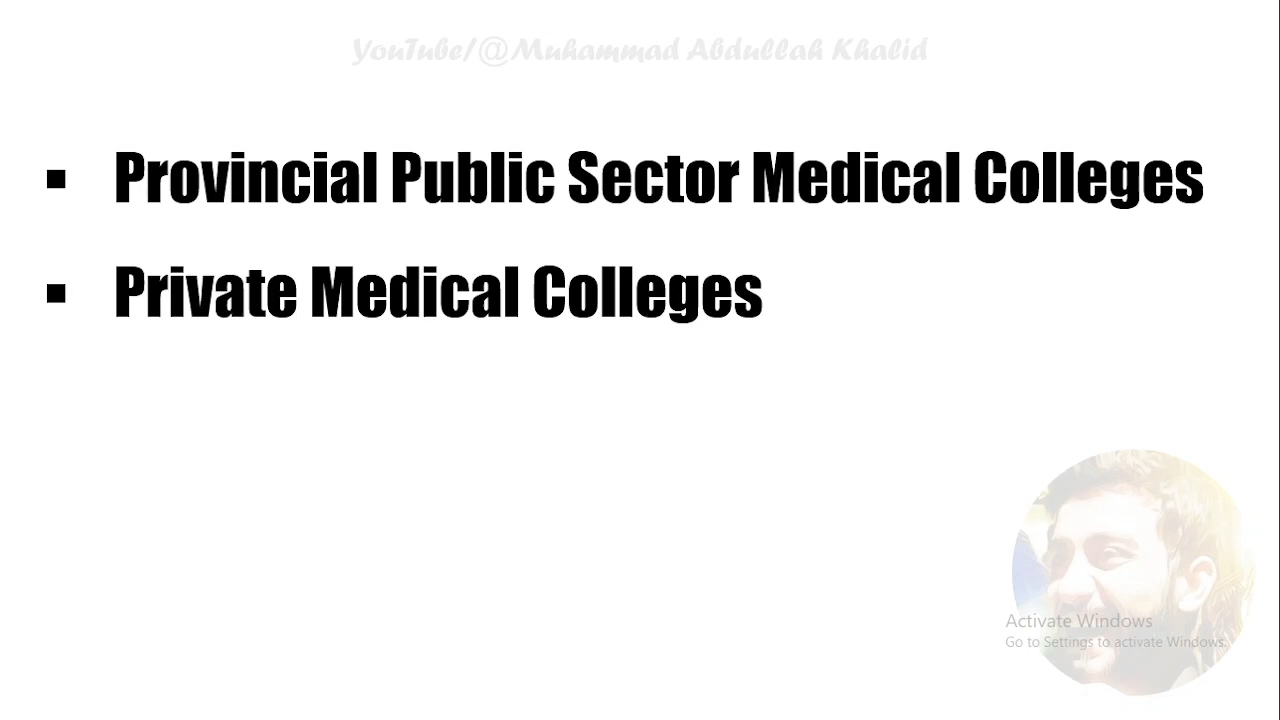 YouTube/@Muhammad Abdullah Khalid
▪ Provincial Public Sector Medical Colleges
▪ Private Medical Colleges
Activate Windows
Go to Settings to activate Windows.